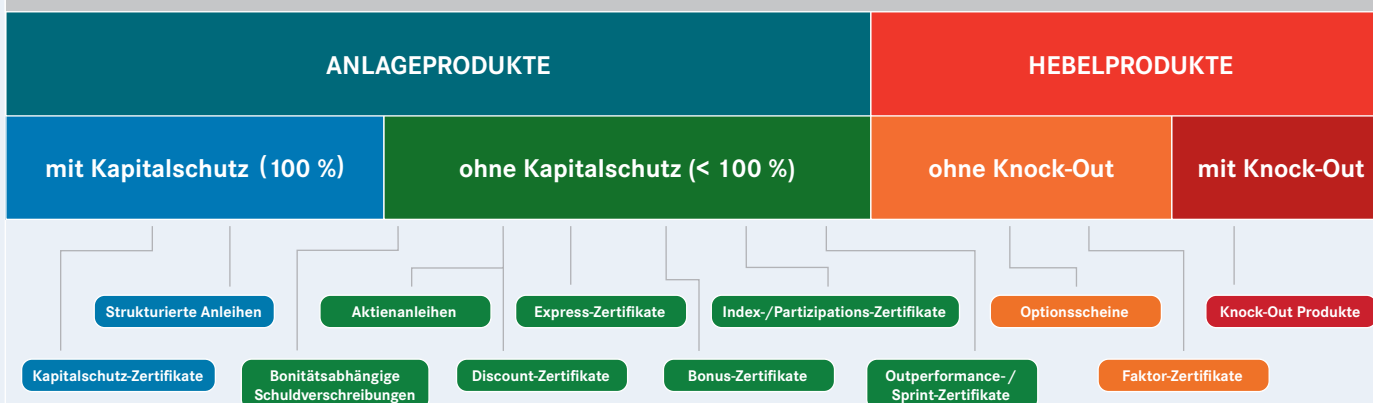 ANLAGEPRODUKTE
HEBELPRODUKTE
mit Kapitalschutz (100 %)
ohne Kapitalschutz (< 100 %)
ohne Knock-Out
mit Knock-Out
Strukturierte Anleihen
Aktienanleihen
Express-Zertifikate
Index-/Partizipations-Zertifikate
Optionsscheine
Knock-Out Produkte
Kapitalschutz-Zertifikate
Bonitätsabhängige
Schuldverschreibungen
Discount-Zertifikate
Bonus-Zertifikate
Outperformance-/
Sprint-Zertifikate
Faktor-Zertifikate